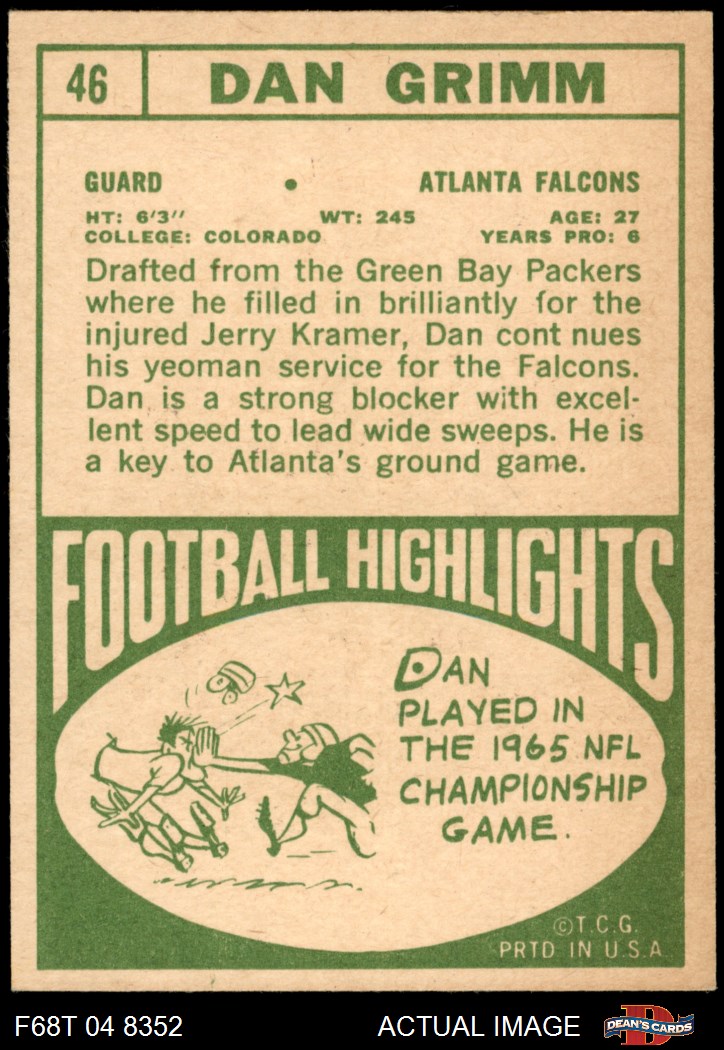 46 DAN GRIMM
GUARD • ATLANTA FALCONS
HT: 6'3'' WT: 245 AGE: 27
COLLEGE: COLORADO YEARS PRO: 6
Drafted from the Green Bay Packers
where he filled in brilliantly for the
injured Jerry Kramer, Dan cont nues
his yeoman service for the Falcons.
Dan is a strong blocker with excel-
lent speed to lead wide sweeps. He is
a key to Atlanta's ground game.
FOOTBALL HIGHLIGHTS
DAN
PLAYED IN
THE 1965 NFL
CHAMPIONSHIP
GAME.
©T.C.G.
PRTD IN U.S.A
F68T 04 8352 ACTUAL IMAGE
D
DEAN'S CARDS